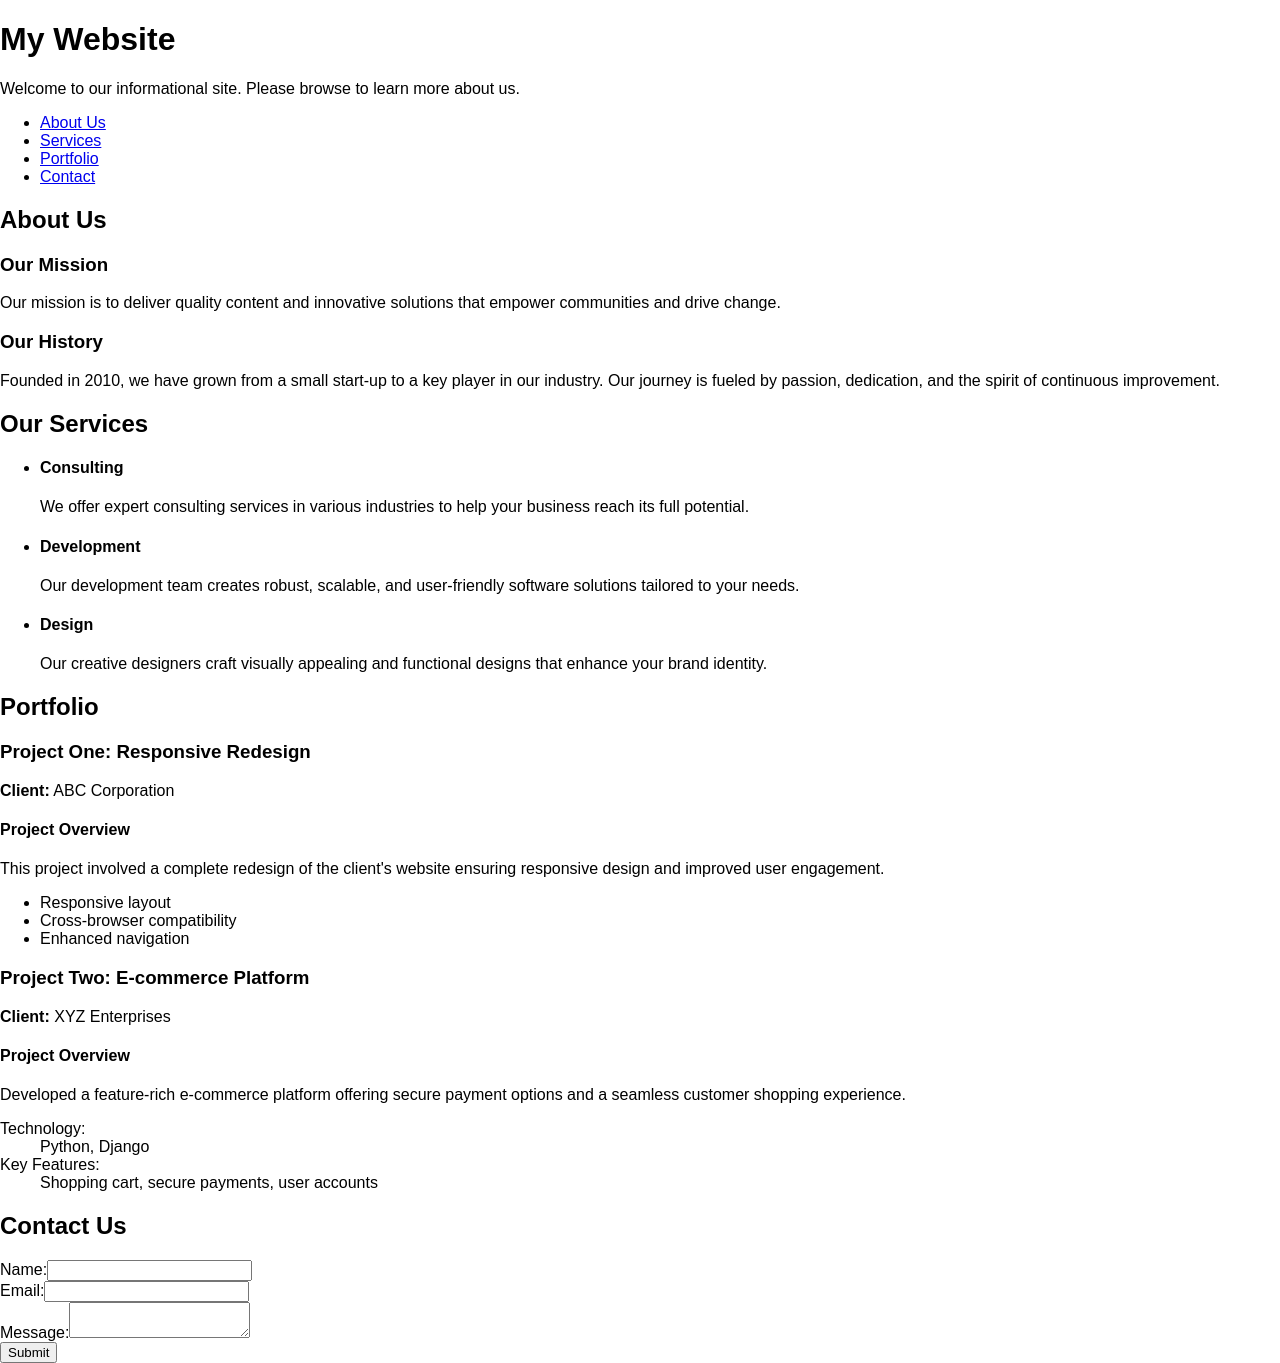 My Website
Welcome to our informational site. Please browse to learn more about us.
About Us
Services
Portfolio
Contact
About Us
Our Mission
Our mission is to deliver quality content and innovative solutions that empower communities and drive change.
Our History
Founded in 2010, we have grown from a small start-up to a key player in our industry. Our journey is fueled by passion, dedication, and the spirit of continuous improvement.
Our Services
Consulting
We offer expert consulting services in various industries to help your business reach its full potential.
Development
Our development team creates robust, scalable, and user-friendly software solutions tailored to your needs.
Design
Our creative designers craft visually appealing and functional designs that enhance your brand identity.
Portfolio
Project One: Responsive Redesign
Client: ABC Corporation
Project Overview
This project involved a complete redesign of the client's website ensuring responsive design and improved user engagement.
Responsive layout
Cross-browser compatibility
Enhanced navigation
Project Two: E-commerce Platform
Client: XYZ Enterprises
Project Overview
Developed a feature-rich e-commerce platform offering secure payment options and a seamless customer shopping experience.
Technology:
Python, Django
Key Features:
Shopping cart, secure payments, user accounts
Contact Us
Name:
Email:
Message:
Submit